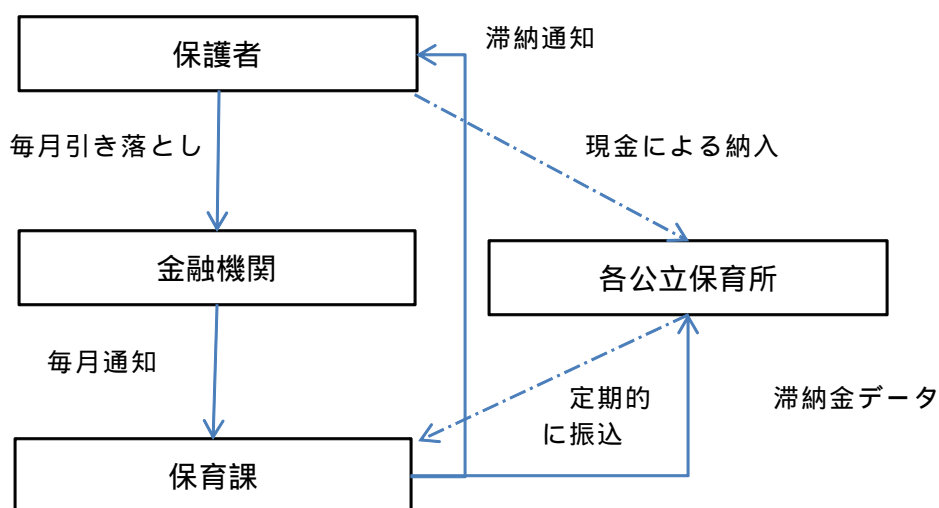 保護者
滞納通知
毎月引き落とし
現金による納入
金融機関
各公立保育所
毎月通知
定期的
に振込
滞納金データ
保育課